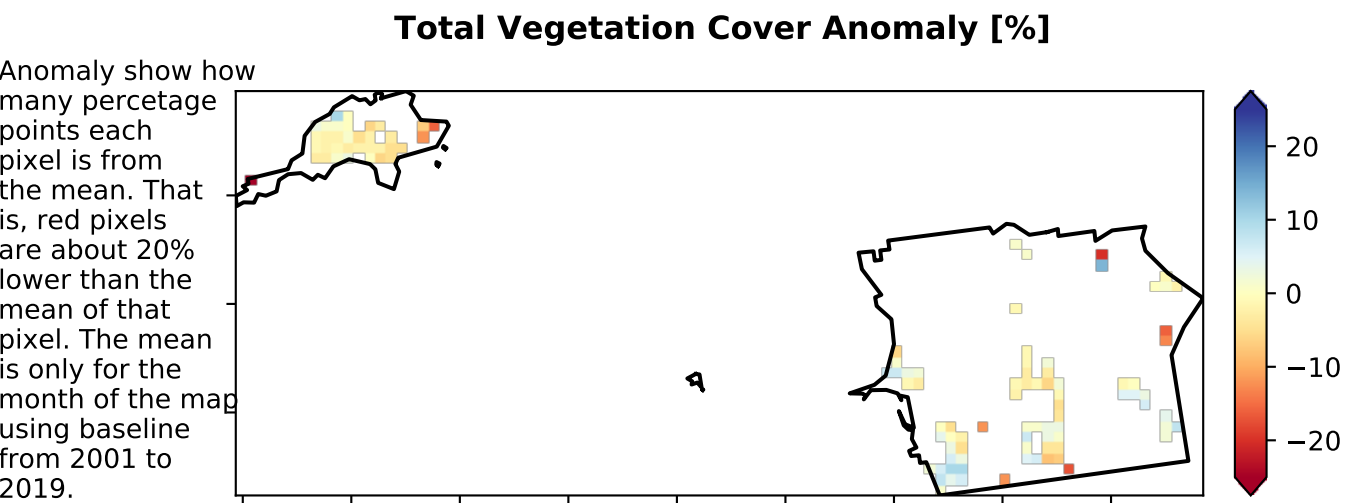 Total Vegetation Cover Anomaly [%]
Anomaly show how
many percetage
points each
pixel is from
the mean. That
is, red pixels
are about 20%
lower than the
mean of that
pixel. The mean
is only for the
month of the map
using baseline
from 2001 to
2019.
20
10
0
−10
−20